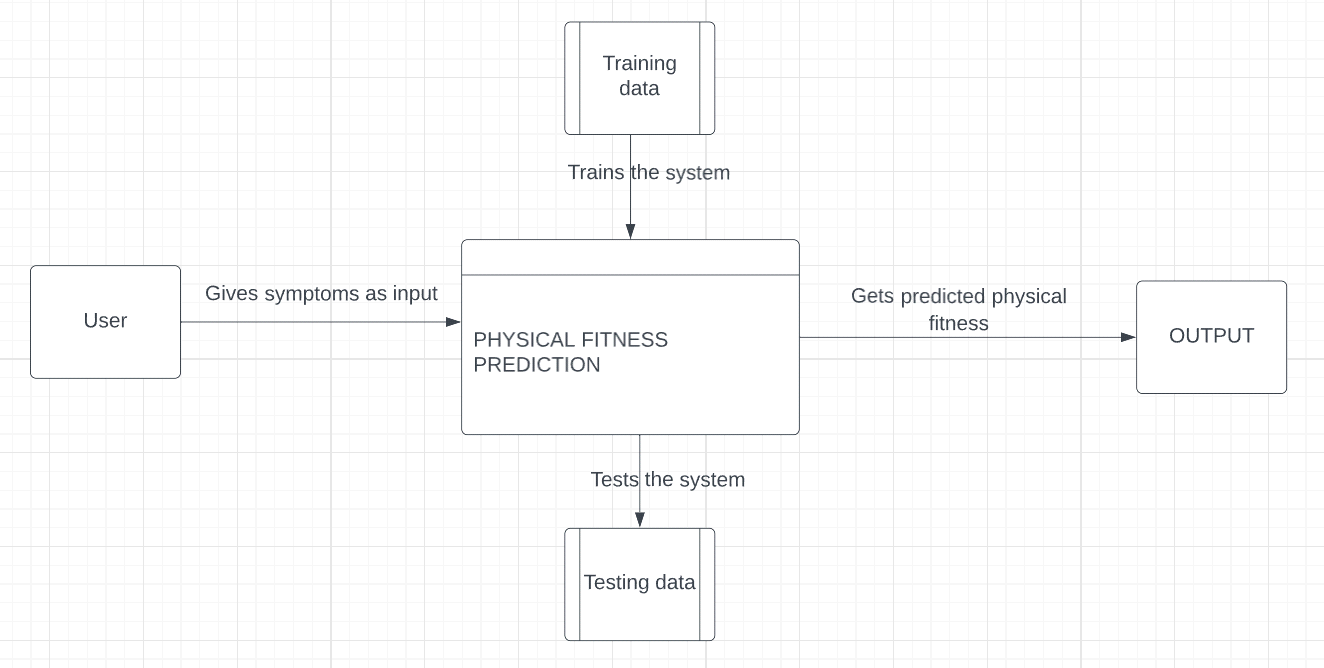 Training
data
Trains the system
User
Gives symptoms as input
PHYSICAL FITNESS
PREDICTION
Gets predicted physical
fitness
OUTPUT
Tests the system
Testing data